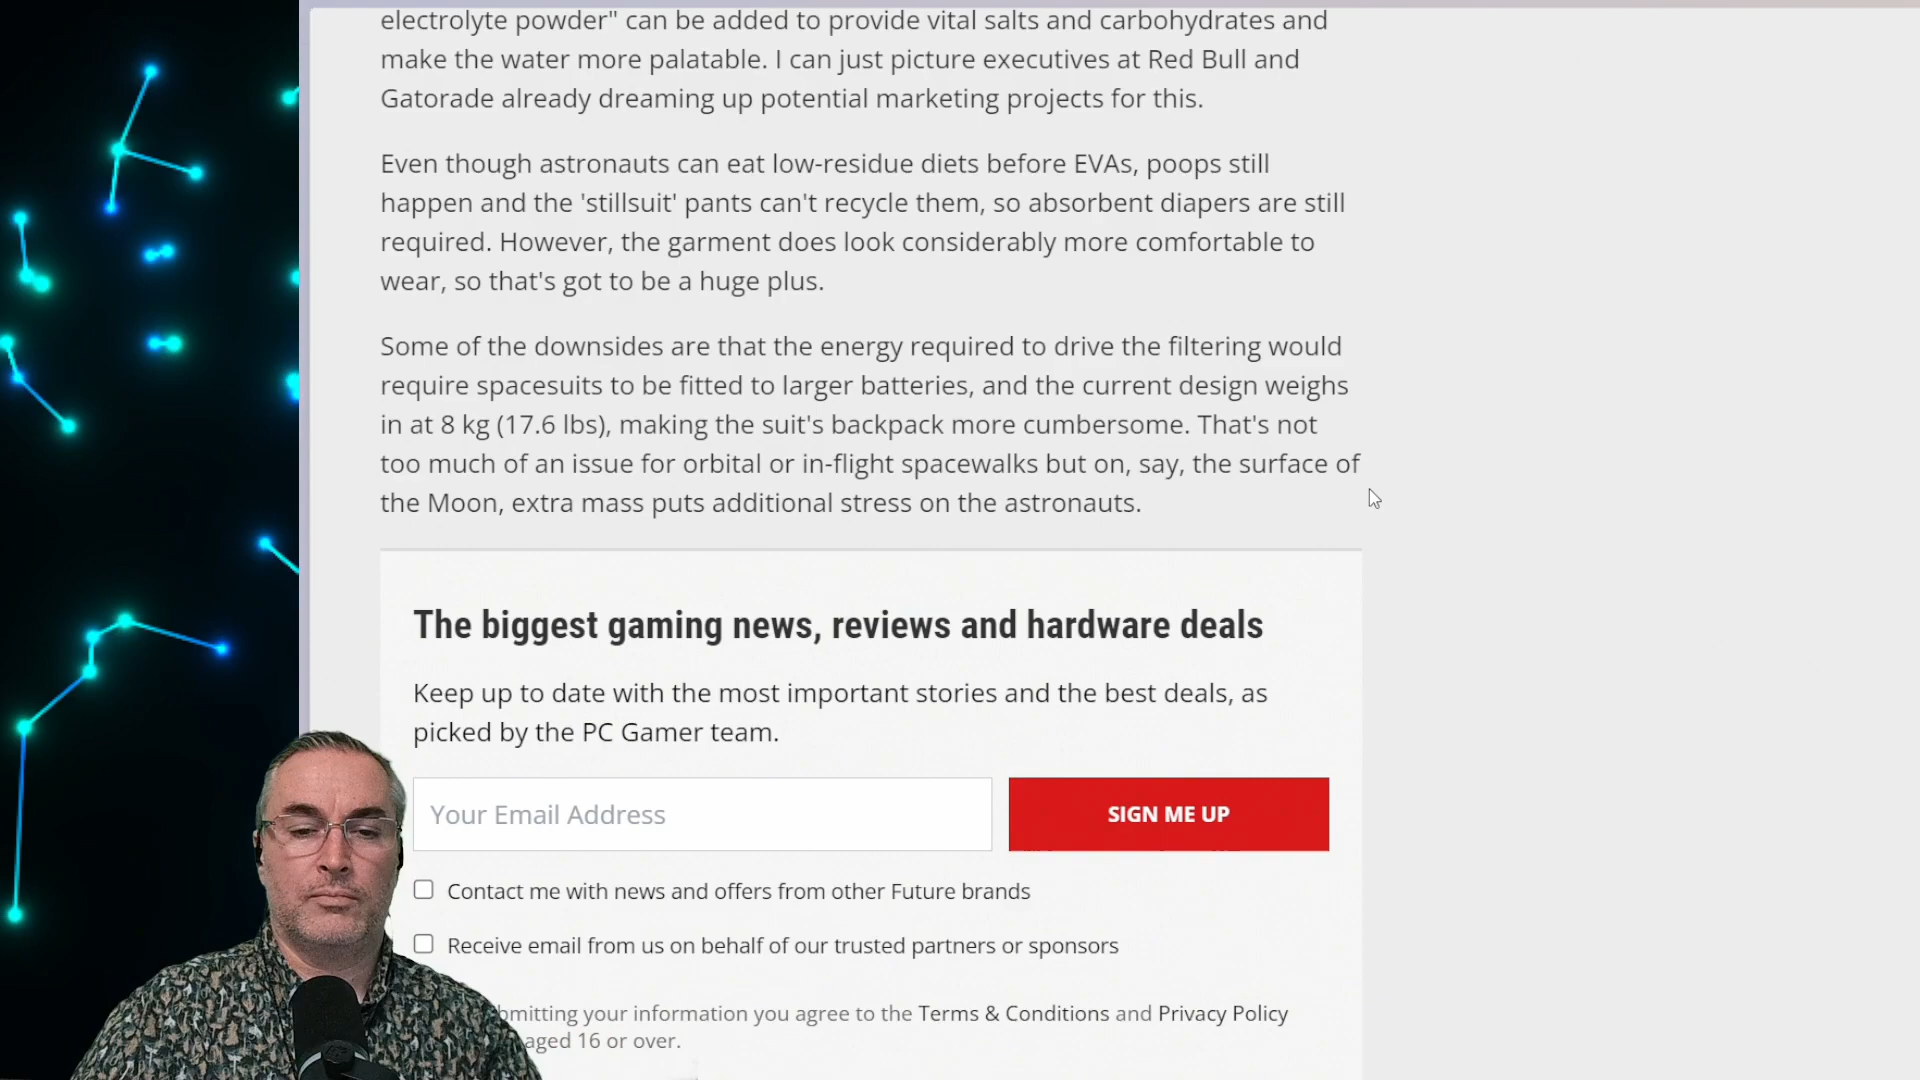 electrolyte powder" can be added to provide vital salts and carbohydrates and
make the water more palatable. I can just picture executives at Red Bull and
Gatorade already dreaming up potential marketing projects for this.
Even though astronauts can eat low-residue diets before EVAs, poops still
happen and the 'stillsuit' pants can't recycle them, so absorbent diapers are still
required. However, the garment does look considerably more comfortable to
wear, so that's got to be a huge plus.
Some of the downsides are that the energy required to drive the filtering would
require spacesuits to be fitted to larger batteries, and the current design weighs
in at 8 kg (17.6 lbs), making the suit's backpack more cumbersome. That's not
too much of an issue for orbital or in-flight spacewalks but on, say, the surface of
the Moon, extra mass puts additional stress on the astronauts.
The biggest gaming news, reviews and hardware deals
Keep up to date with the most important stories and the best deals, as
picked by the PC Gamer team.
Your Email Address
SIGN ME UP
Contact me with news and offers from other Future brands
Receive email from us on behalf of our trusted partners or sponsors
your information you agree to the Terms & Conditions and Privacy Policy
aged 16 or over.